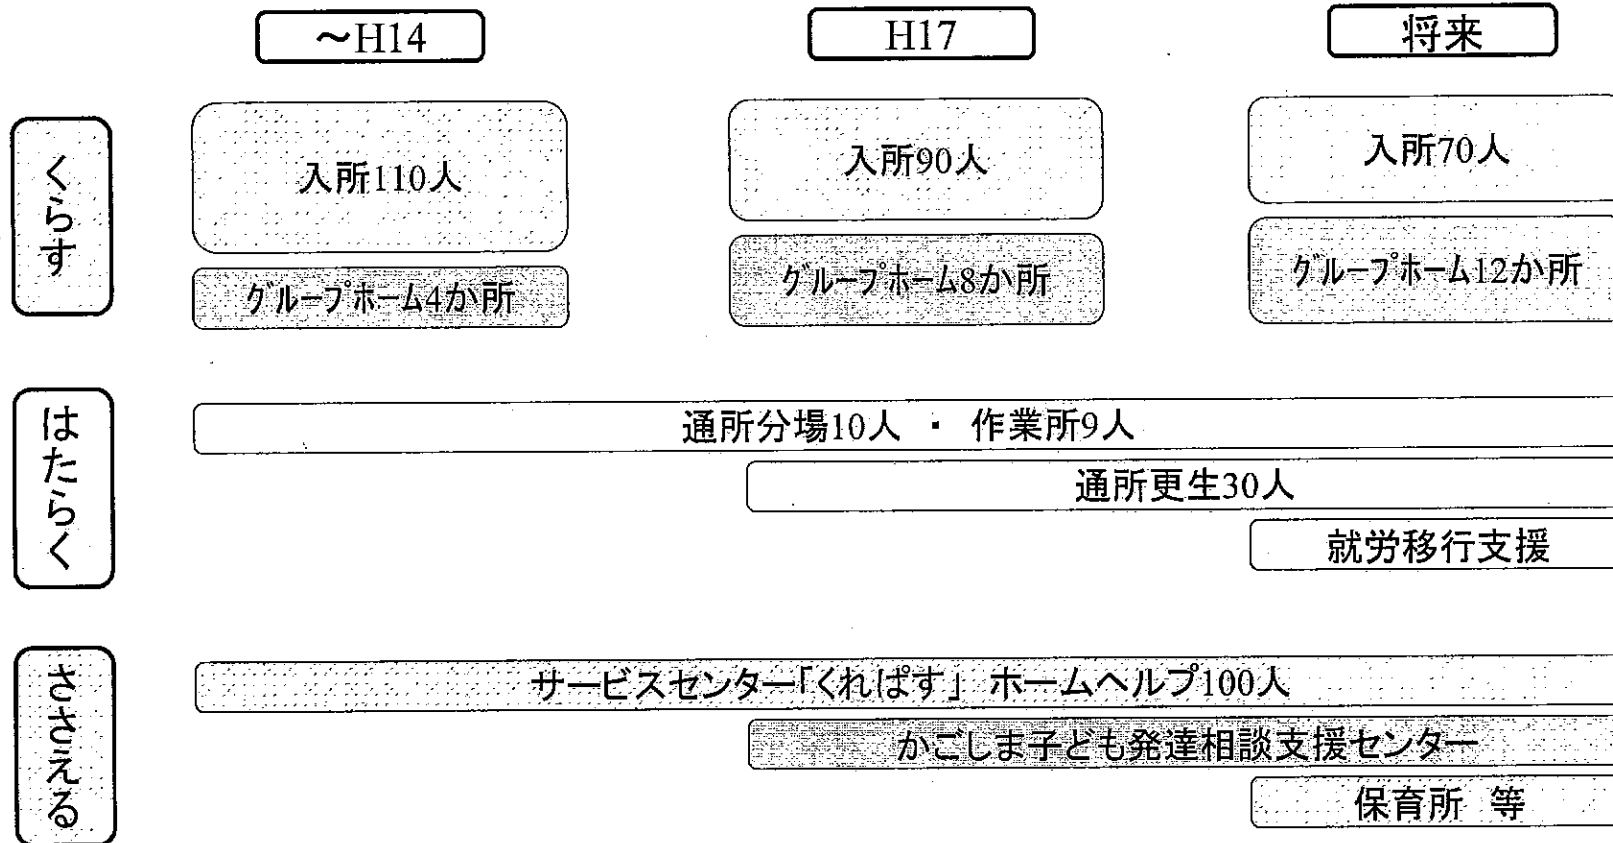 ～H14
H17
将来
くらす
入所110人
入所90人
入所70人
グループホーム4か所
グループホーム8か所
グループホーム12か所
はたらく
通所分場10人 ・ 作業所9人
通所更生30人
就労移行支援
ささえる
サービスセンター「くれぱす」 ホームヘルプ100人
かごしま子ども発達相談支援センター
保育所 等